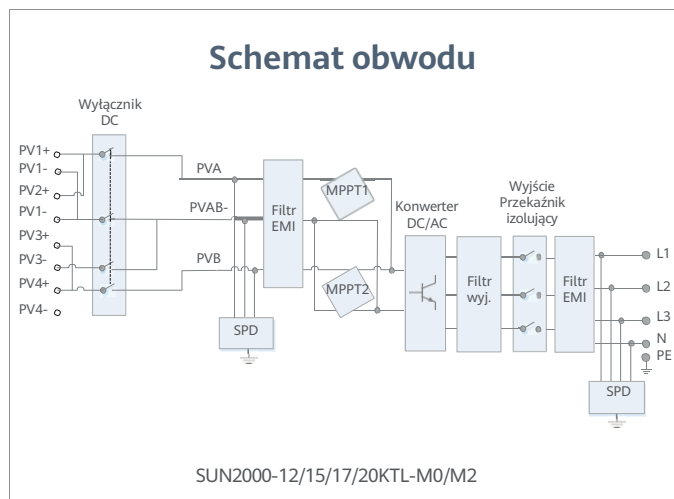 Schemat obwodu
Wyłącznik
DC
PV1+
PV1-
PV2+
PV1-
PV3+
PV3-
PV4+
PV4-
PVA
PVAB-
PVB
SPD
Filtr
EMI
MPPT1
MPPT2
Konwerter
DC/AC
Filtr
wyj.
Wyjście
Przekaźnik
izolujący
Filtr
EMI
L1
L2
L3
N
PE
SPD
SUN2000-12/15/17/20KTL-M0/M2